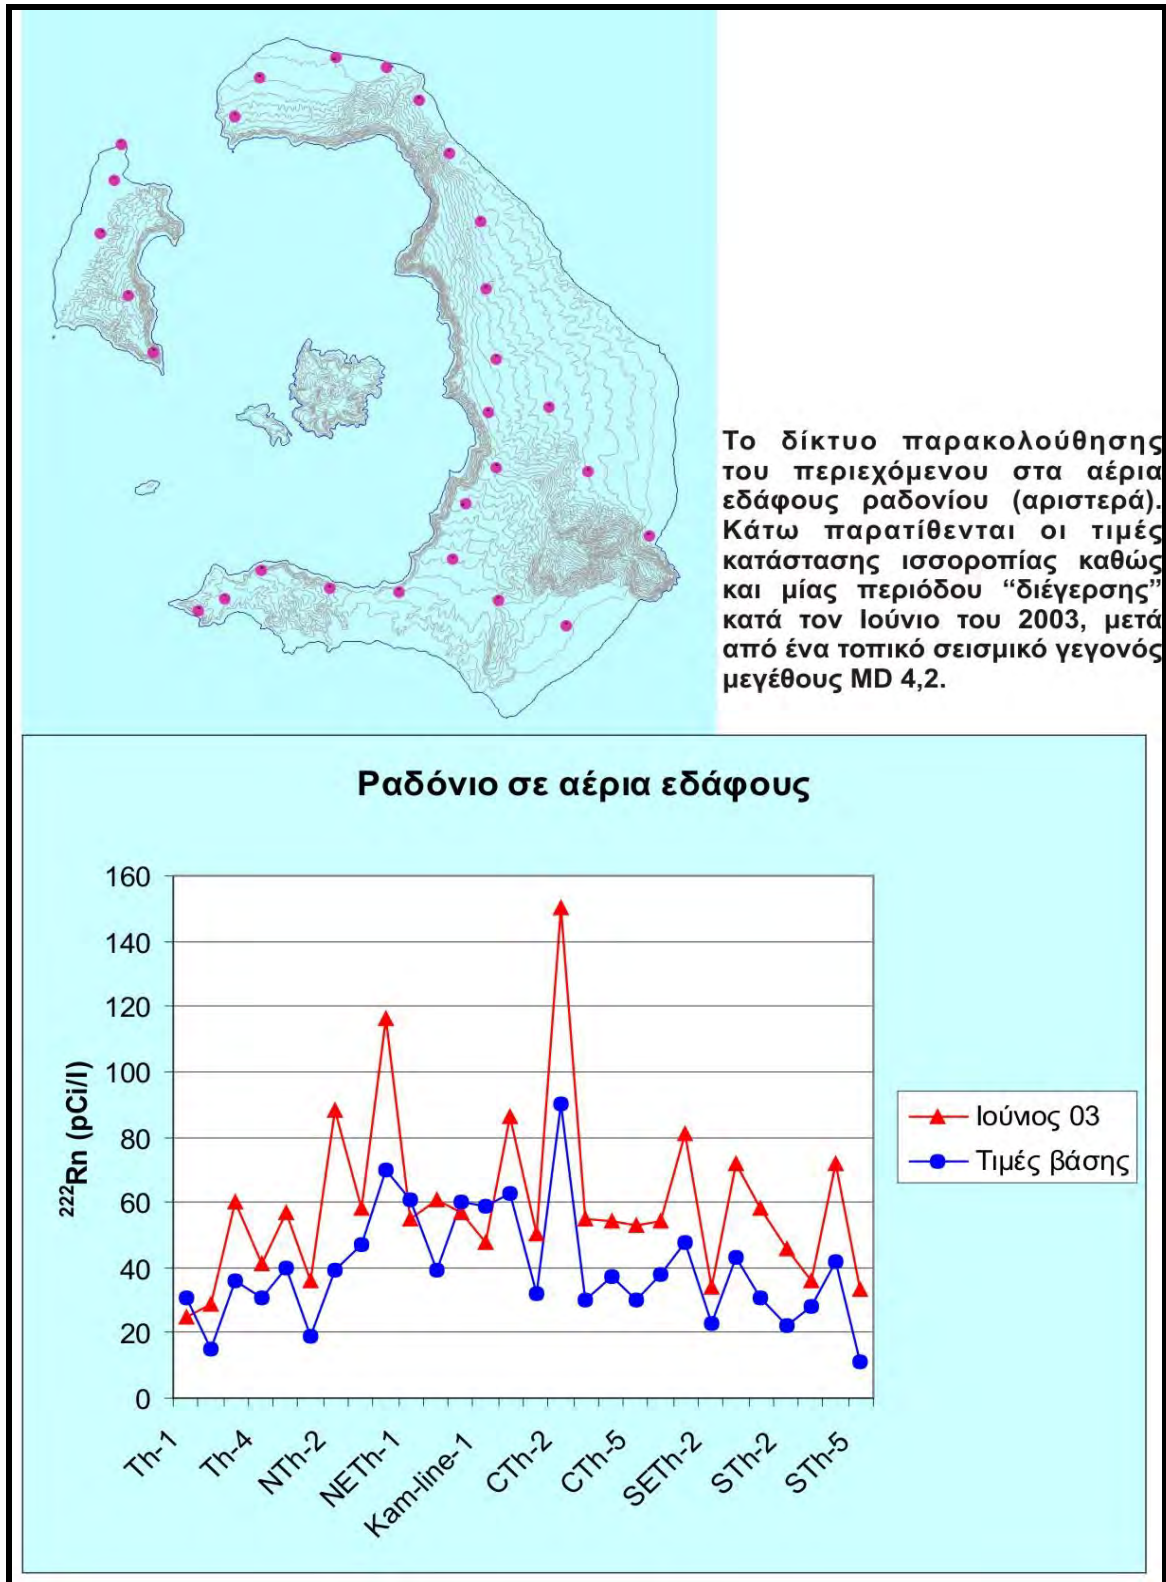 Το δίκτυο παρακολούθησης
του περιεχόμενου στα αέρια
εδάφους ραδονίου (αριστερά).
Κάτω παρατίθενται οι τιμές
κατάστασης ισσοροπίας καθώς
και μίας περιόδου “διέγερσης”
κατά τον Ιούνιο του 2003, μετά
από ένα τοπικό σεισμικό γεγονός
μεγέθους MD 4,2.
Ραδόνιο σε αέρια εδάφους
160
140
120
100
80
60
40
20
0
²²²Rn (pCi/l)
Th-1
Th-4
NTh-2
NETh-1
Kam-line-1
CTh-2
CTh-5
SETh-2
STh-2
STh-5
Ιούνιος 03
Τιμές βάσης